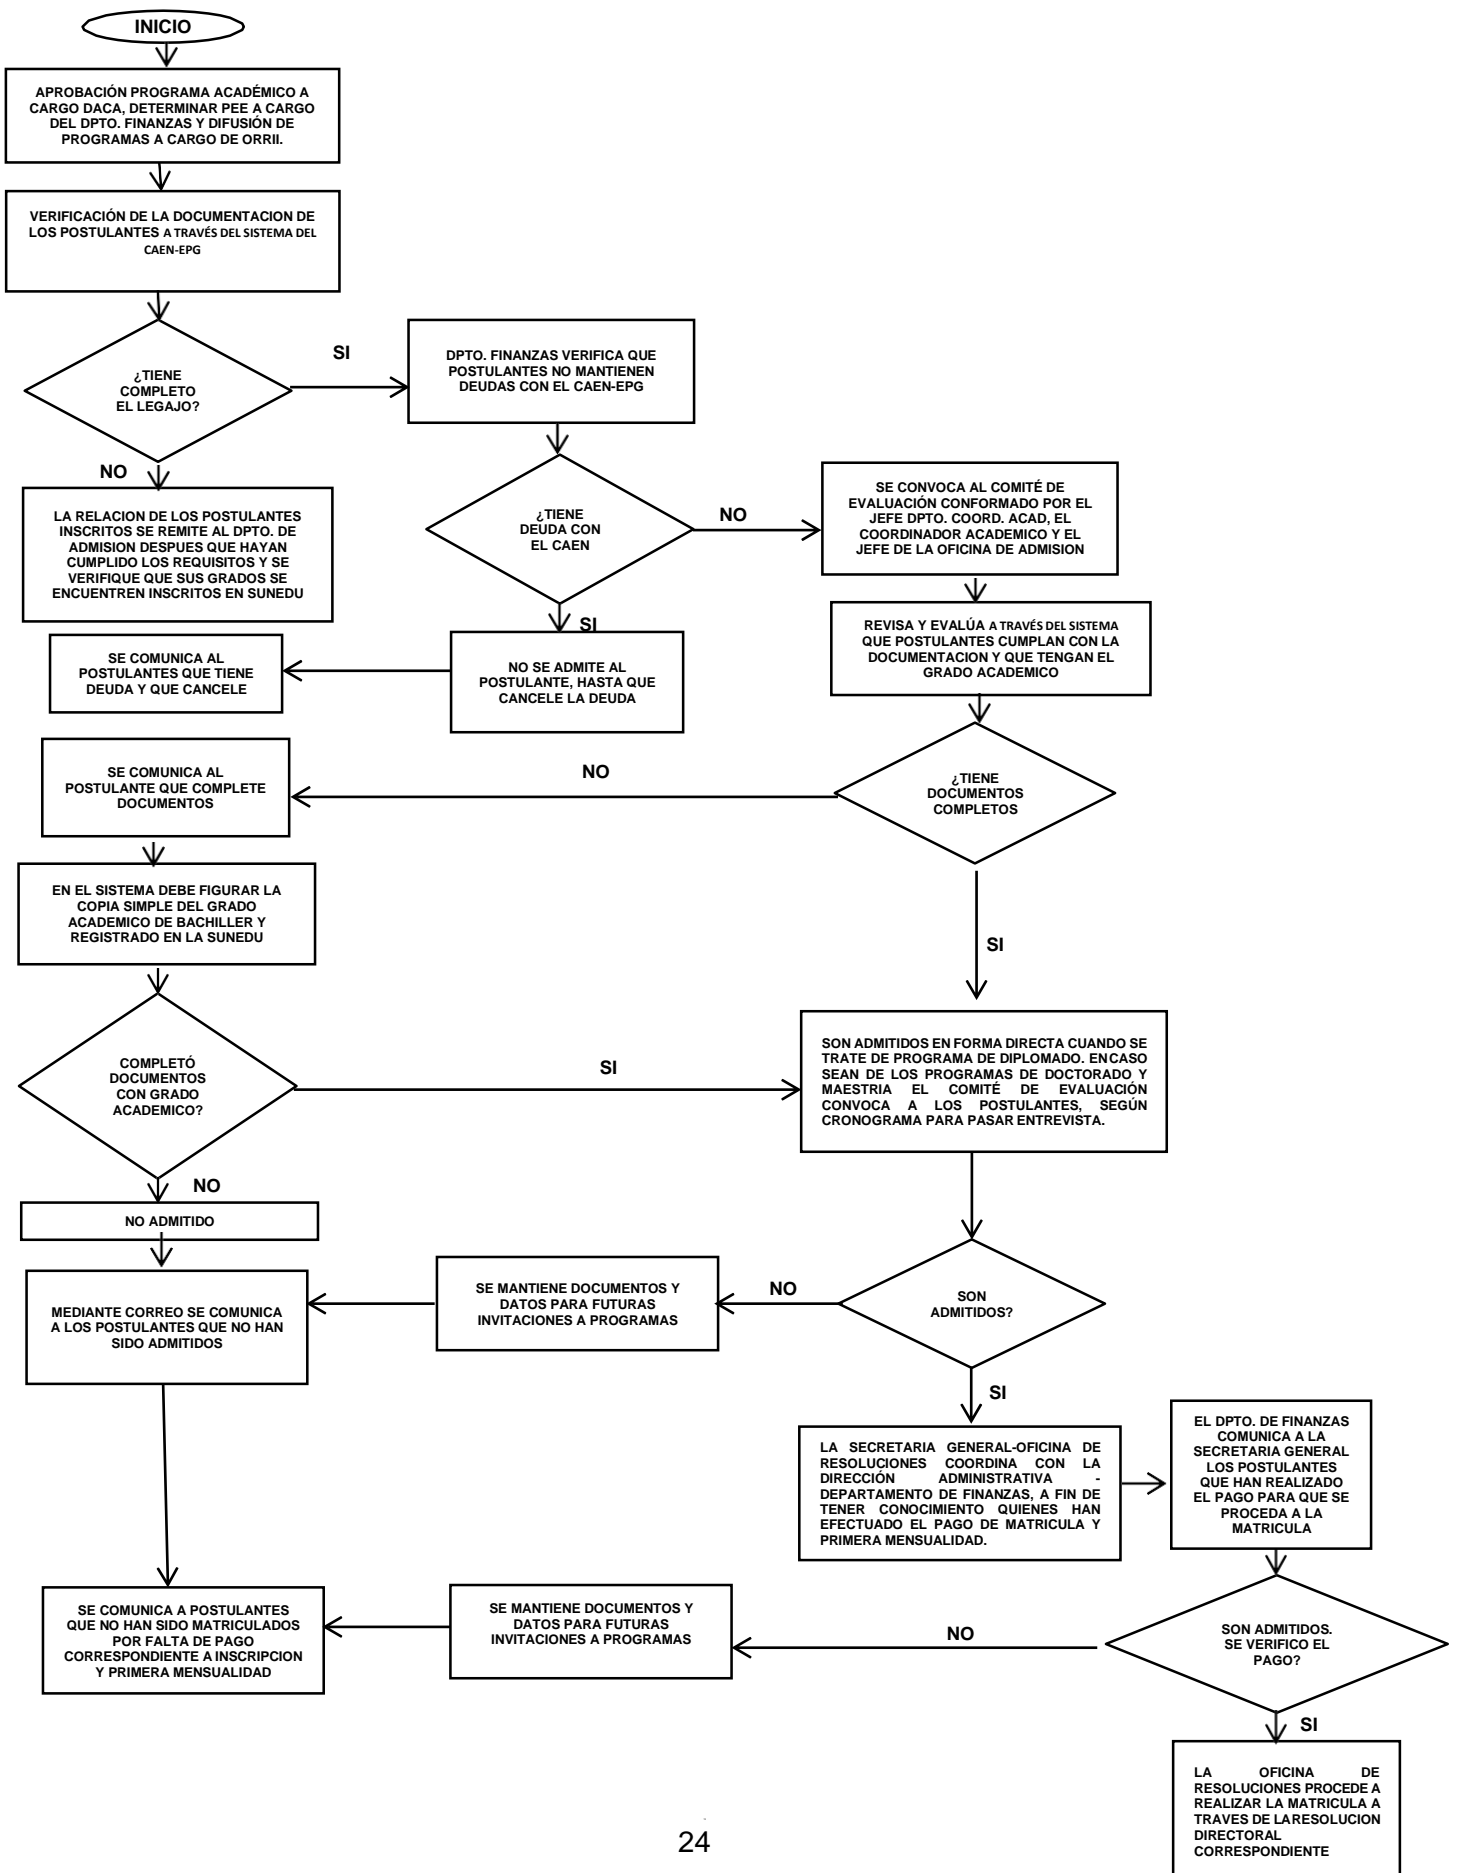 INICIO
APROBACIÓN PROGRAMA ACADÉMICO A
CARGO DACA, DETERMINAR PEE A CARGO
DEL DPTO. FINANZAS Y DIFUSIÓN DE
PROGRAMAS A CARGO DE ORRII.
VERIFICACIÓN DE LA DOCUMENTACION DE
LOS POSTULANTES A TRAVÉS DEL SISTEMA DEL
CAEN-EPG
¿TIENE
COMPLETO
EL LEGAJO?
SI
DPTO. FINANZAS VERIFICA QUE
POSTULANTES NO MANTIENEN
DEUDAS CON EL CAEN-EPG
NO
LA RELACION DE LOS POSTULANTES
INSCRITOS SE REMITE AL DPTO. DE
ADMISION DESPUES QUE HAYAN
CUMPLIDO LOS REQUISITOS Y SE
VERIFIQUE QUE SUS GRADOS SE
ENCUENTREN INSCRITOS EN SUNEDU
¿TIENE
DEUDA CON
EL CAEN
NO
SE CONVOCA AL COMITÉ DE
EVALUACIÓN CONFORMADO POR EL
JEFE DPTO. COORD. ACAD, EL
COORDINADOR ACADEMICO Y EL
JEFE DE LA OFICINA DE ADMISION
SI
REVISA Y EVALÚA A TRAVÉS DEL SISTEMA
QUE POSTULANTES CUMPLAN CON LA
DOCUMENTACION Y QUE TENGAN EL
GRADO ACADEMICO
SE COMUNICA AL
POSTULANTES QUE TIENE
DEUDA Y QUE CANCELE
NO SE ADMITE AL
POSTULANTE, HASTA QUE
CANCELE LA DEUDA
SE COMUNICA AL
POSTULANTE QUE COMPLETE
DOCUMENTOS
NO
¿TIENE
DOCUMENTOS
COMPLETOS
EN EL SISTEMA DEBE FIGURAR LA
COPIA SIMPLE DEL GRADO
ACADEMICO DE BACHILLER Y
REGISTRADO EN LA SUNEDU
SI
COMPLETÓ
DOCUMENTOS
CON GRADO
ACADEMICO?
SI
SON ADMITIDOS EN FORMA DIRECTA CUANDO SE
TRATE DE PROGRAMA DE DIPLOMADO. EN CASO
SEAN DE LOS PROGRAMAS DE DOCTORADO Y
MAESTRIA EL COMITÉ DE EVALUACIÓN
CONVOCA A LOS POSTULANTES, SEGÚN
CRONOGRAMA PARA PASAR ENTREVISTA.
NO
NO ADMITIDO
MEDIANTE CORREO SE COMUNICA
A LOS POSTULANTES QUE NO HAN
SIDO ADMITIDOS
SE MANTIENE DOCUMENTOS Y
DATOS PARA FUTURAS
INVITACIONES A PROGRAMAS
NO
SON
ADMITIDOS?
SI
LA SECRETARIA GENERAL-OFICINA DE
RESOLUCIONES COORDINA CON LA
DIRECCIÓN ADMINISTRATIVA -
DEPARTAMENTO DE FINANZAS, A FIN DE
TENER CONOCIMIENTO QUIENES HAN
EFECTUADO EL PAGO DE MATRICULA Y
PRIMERA MENSUALIDAD.
EL DPTO. DE FINANZAS
COMUNICA A LA
SECRETARIA GENERAL
LOS POSTULANTES
QUE HAN REALIZADO
EL PAGO PARA QUE SE
PROCEDA A LA
MATRICULA
SE COMUNICA A POSTULANTES
QUE NO HAN SIDO MATRICULADOS
POR FALTA DE PAGO
CORRESPONDIENTE A INSCRIPCION
Y PRIMERA MENSUALIDAD
SE MANTIENE DOCUMENTOS Y
DATOS PARA FUTURAS
INVITACIONES A PROGRAMAS
NO
SON ADMITIDOS.
SE VERIFICO EL
PAGO?
SI
LA OFICINA DE
RESOLUCIONES PROCEDE A
REALIZAR LA MATRICULA A
TRAVES DE LA RESOLUCION
DIRECTORAL
CORRESPONDIENTE
24